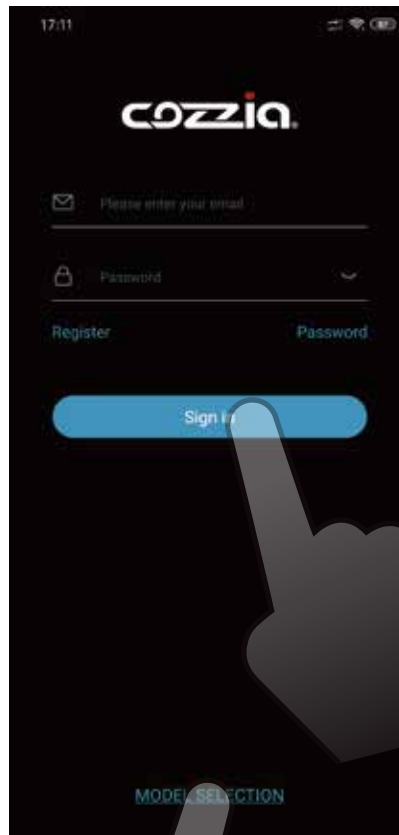 17:11
cozzia®
Please enter your email
Password
Register Password
Sign in
MODEL SELECTION